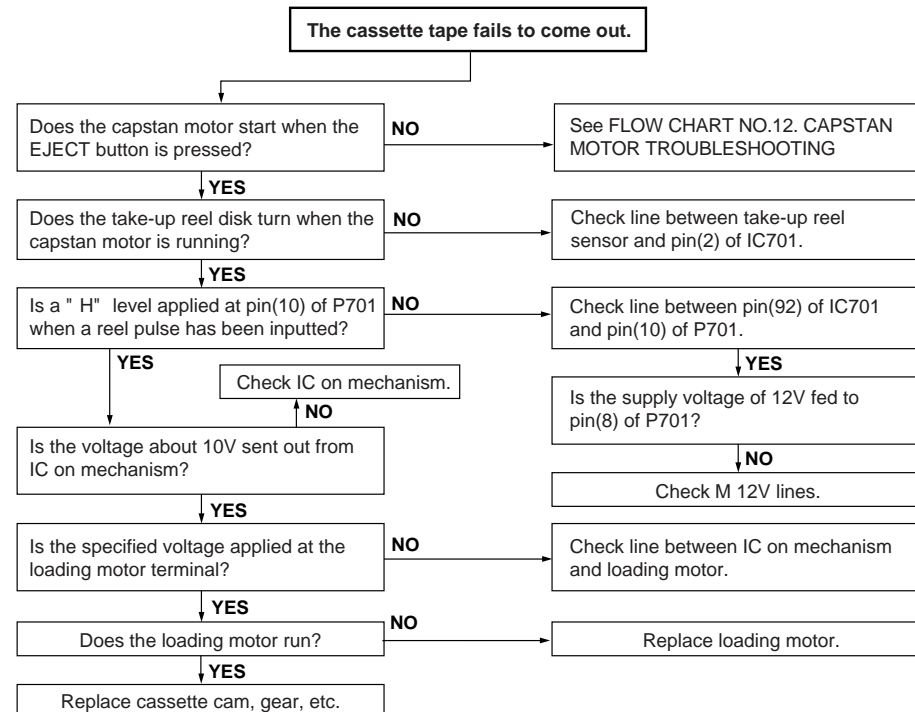 The cassette tape fails to come out.
Does the capstan motor start when the
EJECT button is pressed?
NO
See FLOW CHART NO.12. CAPSTAN
MOTOR TROUBLESHOOTING
YES
Does the take-up reel disk turn when the
capstan motor is running?
NO
Check line between take-up reel
sensor and pin(2) of IC701.
YES
Is a " H" level applied at pin(10) of P701
when a reel pulse has been inputted?
NO
Check line between pin(92) of IC701
and pin(10) of P701.
YES
Check IC on mechanism.
NO
YES
Is the supply voltage of 12V fed to
pin(8) of P701?
Is the voltage about 10V sent out from
IC on mechanism?
NO
Check M 12V lines.
YES
Is the specified voltage applied at the
loading motor terminal?
NO
Check line between IC on mechanism
and loading motor.
YES
Does the loading motor run?
NO
Replace loading motor.
YES
Replace cassette cam, gear, etc.